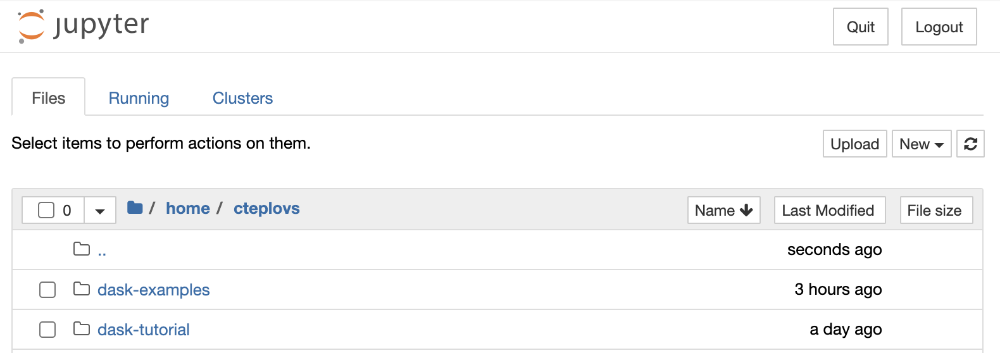 jupyter
Quit
Logout
Files
Running
Clusters
Select items to perform actions on them.
Upload
New
0
/ home / cteplovs
Name
Last Modified
File size
..
seconds ago
dask-examples
3 hours ago
dask-tutorial
a day ago